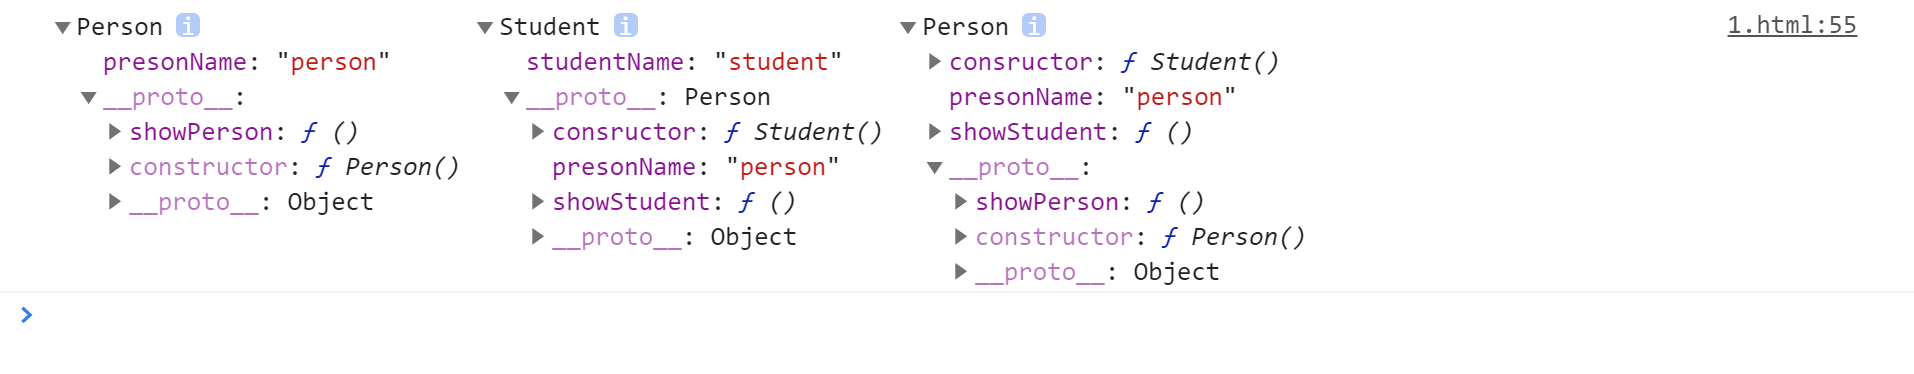 Person i
presonName: "person"
__proto__:
showPerson: ƒ ()
constructor: ƒ Person()
__proto__: Object
Student i
studentName: "student"
__proto__: Person
consructor: ƒ Student()
presonName: "person"
showStudent: ƒ ()
__proto__: Object
Person i
consructor: ƒ Student()
presonName: "person"
showStudent: ƒ ()
__proto__:
showPerson: ƒ ()
constructor: ƒ Person()
__proto__: Object
1.html:55